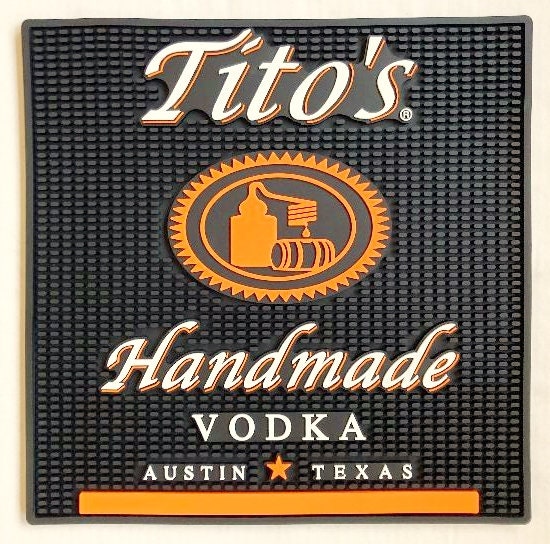 Tito's®
Handmade
VODKA
AUSTIN ★ TEXAS